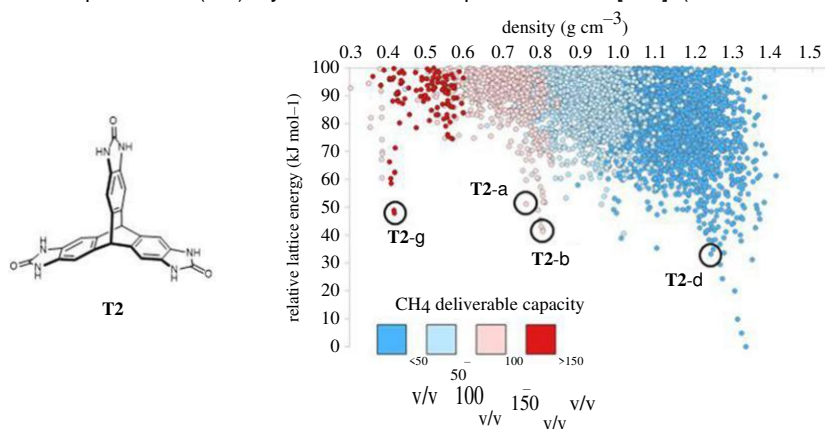 density (g cm–3)
0.3 0.4 0.5 0.6 0.7 0.8 0.9 1.0 1.1 1.2 1.3 1.4 1.5
relative lattice energy (kJ mol–1)
100
90
80
70
60
50
40
30
20
10
0
T2-a
T2-g
T2-b
T2-d
CH4 deliverable capacity
<50 v/v
50–100 v/v
100–150 v/v
>150 v/v
O
HN NH
H
N
O
N
H
NH
O
N
H
T2